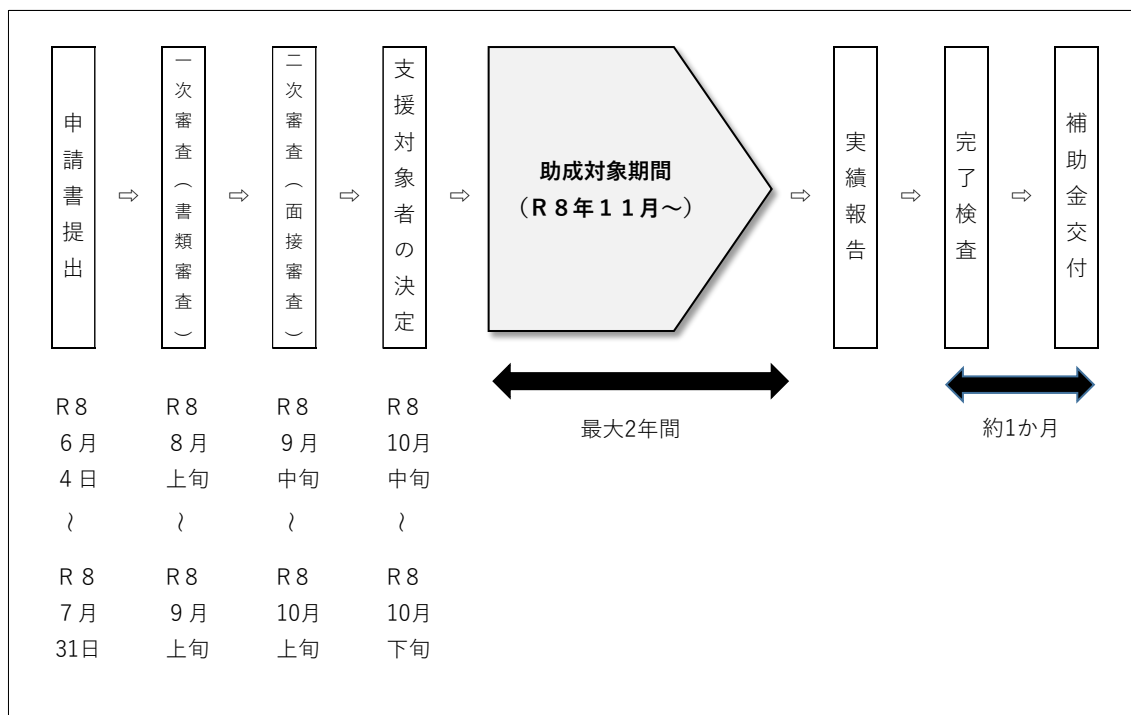 申請書提出
⇨
一次審査（書類審査）
⇨
二次審査（面接審査）
⇨
支援対象者の決定
⇨
助成対象期間
（Ｒ８年１１月～）
⇨
実績報告
⇨
完了検査
⇨
補助金交付
Ｒ８
６月
４日
～
Ｒ８
７月
31日
Ｒ８
８月
上旬
～
Ｒ８
９月
上旬
Ｒ８
９月
中旬
～
Ｒ８
10月
上旬
Ｒ８
10月
中旬
～
Ｒ８
10月
下旬
最大2年間
約1か月